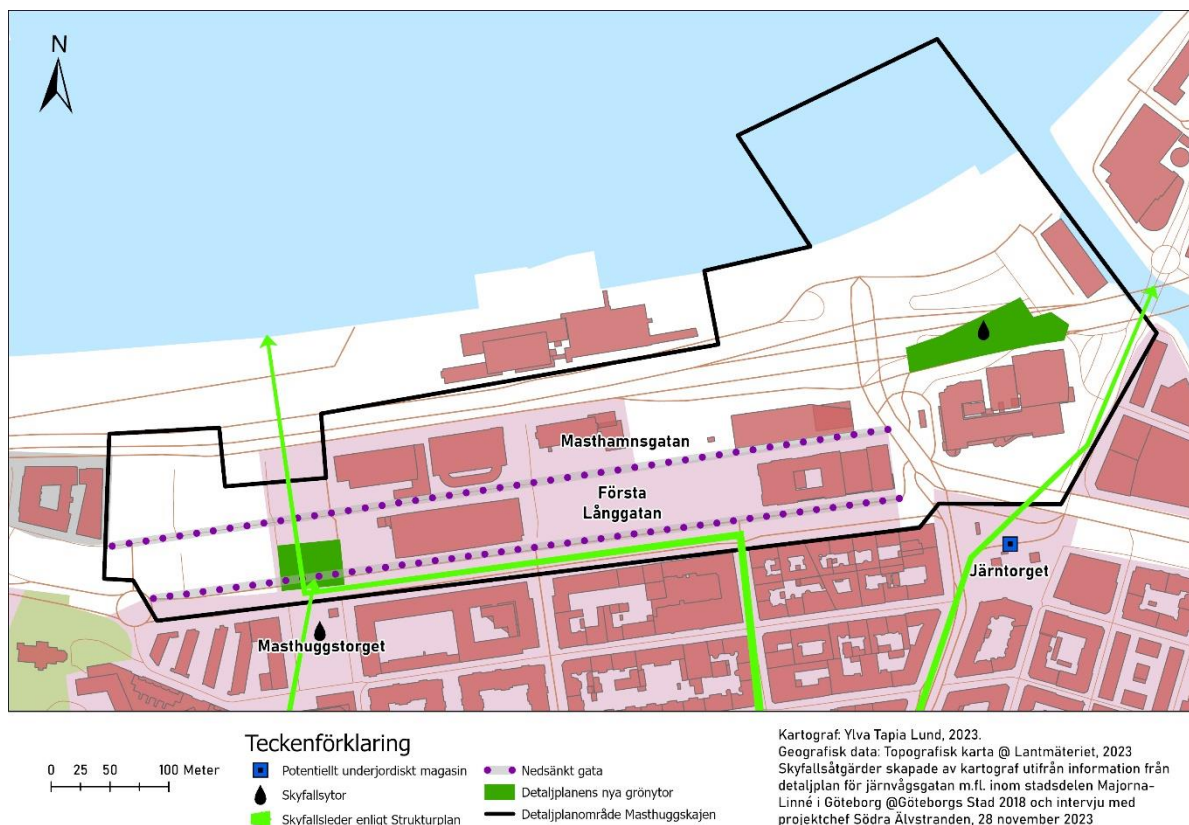 N
Masthamnsgatan
Första
Långgatan
Järntorget
Masthuggstorget
Teckenförklaring
0 25 50 100 Meter
Potentiellt underjordiskt magasin
Skyfallsytor
Skyfallsleder enligt Strukturplan
Nedsänkt gata
Detaljplanens nya grönytor
Detaljplanområde Masthuggskajen
Kartograf: Ylva Tapia Lund, 2023.
Geografisk data: Topografisk karta @ Lantmäteriet, 2023
Skyfallsåtgärder skapade av kartograf utifrån information från
detaljplan för järnvågsgatan m.fl. inom stadsdelen Majorna-
Linné i Göteborg @Göteborgs Stad 2018 och intervju med
projektchef Södra Älvstranden, 28 november 2023